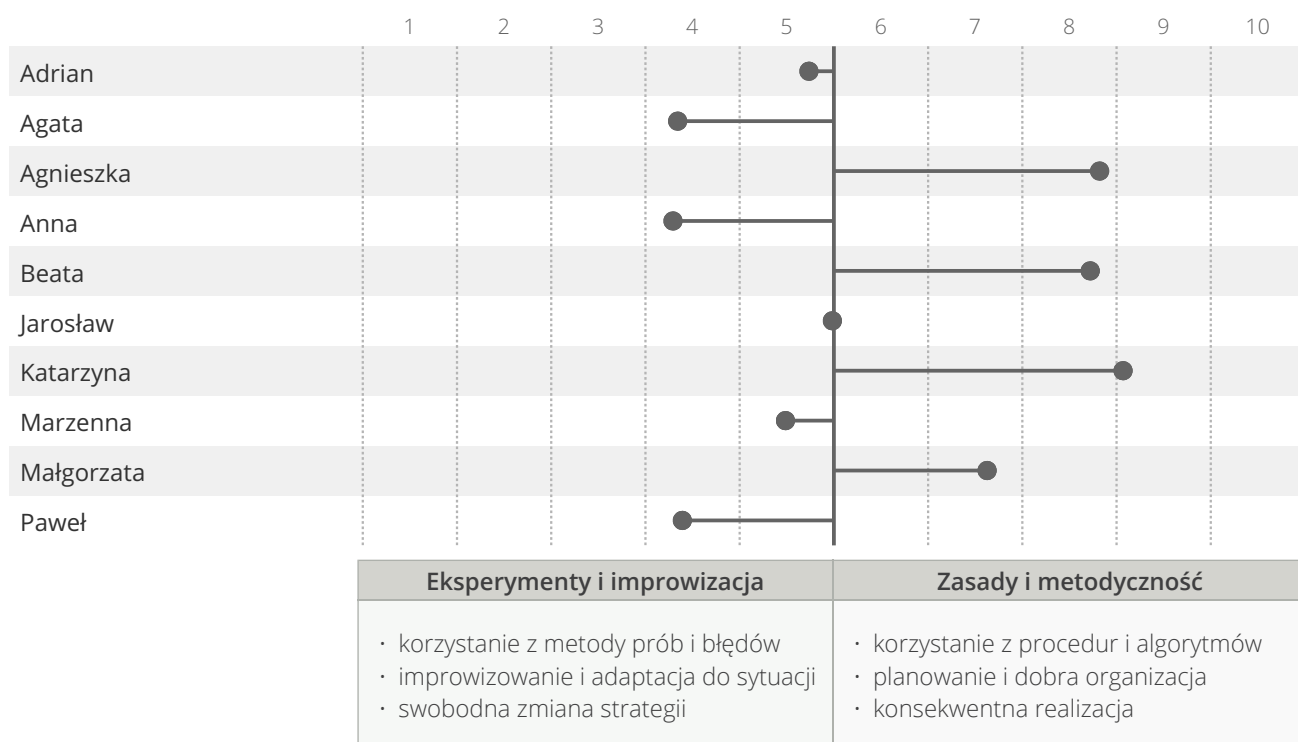 1 2 3 4 5 6 7 8 9 10
Adrian
Agata
Agnieszka
Anna
Beata
Jarosław
Katarzyna
Marzenna
Małgorzata
Paweł
Eksperymenty i improwizacja
· korzystanie z metody prób i błędów
· improwizowanie i adaptacja do sytuacji
· swobodna zmiana strategii
Zasady i metodyczność
· korzystanie z procedur i algorytmów
· planowanie i dobra organizacja
· konsekwentna realizacja